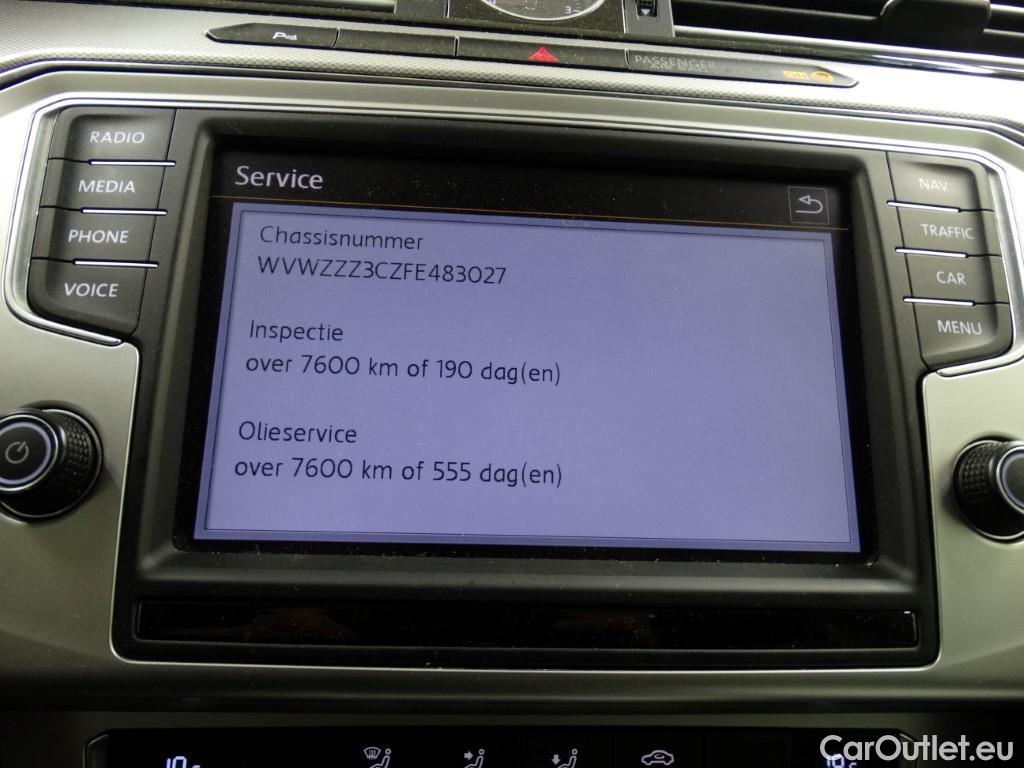 PASSENGER
RADIO
MEDIA
PHONE
VOICE
Service
Chassisnummer
WVWZZZ3CZFE483027
Inspectie
over 7600 km of 190 dag(en)
Olieservice
over 7600 km of 555 dag(en)
NAV
TRAFFIC
CAR
MENU
CarOutlet.eu